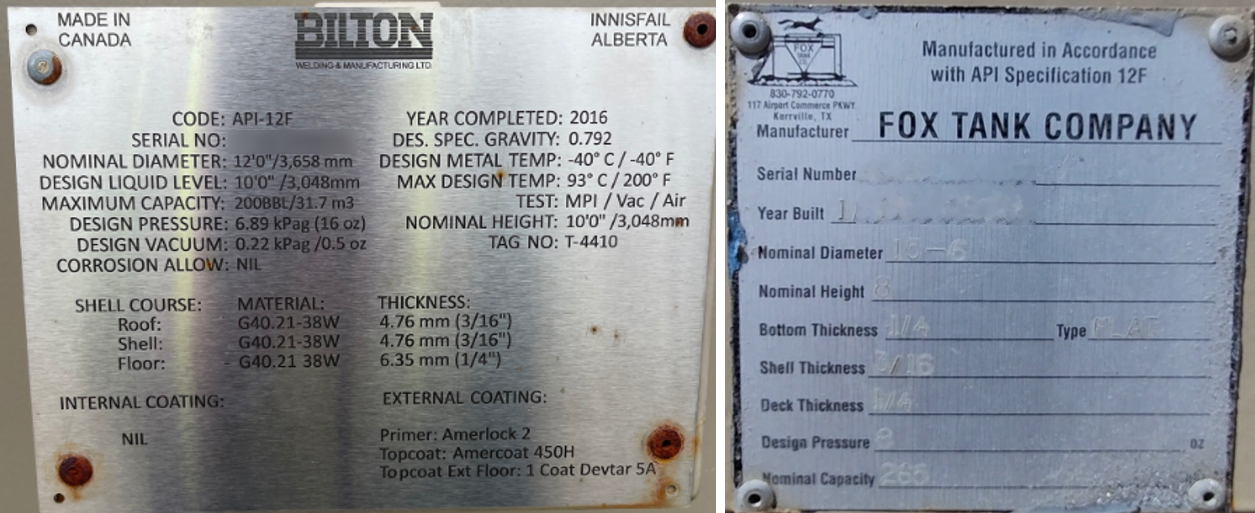 MADE IN
CANADA
BILTON
WELDING & MANUFACTURING LTD.
INNISFAIL
ALBERTA
CODE: API-12F
SERIAL NO:
NOMINAL DIAMETER: 12'0"/3,658 mm
DESIGN LIQUID LEVEL: 10'0" /3,048mm
MAXIMUM CAPACITY: 200BBL/31.7 m3
DESIGN PRESSURE: 6.89 kPag (16 oz)
DESIGN VACUUM: 0.22 kPag /0.5 oz
CORROSION ALLOW: NIL
YEAR COMPLETED: 2016
DES. SPEC. GRAVITY: 0.792
DESIGN METAL TEMP: -40° C / -40° F
MAX DESIGN TEMP: 93° C / 200° F
TEST: MPI / Vac / Air
NOMINAL HEIGHT: 10'0" /3,048mm
TAG NO: T-4410
SHELL COURSE: MATERIAL: THICKNESS:
Roof: G40.21-38W 4.76 mm (3/16")
Shell: G40.21-38W 4.76 mm (3/16")
Floor: G40.21 38W 6.35 mm (1/4")
INTERNAL COATING:
NIL
EXTERNAL COATING:
Primer: Amerlock 2
Topcoat: Amercoat 450H
Topcoat Ext Floor: 1 Coat Devtar 5A
FOX
TANK
CO.
830-792-0770
117 Airport Commerce PKWY.
Kerrville, TX
Manufactured in Accordance
with API Specification 12F
Manufacturer FOX TANK COMPANY
Serial Number
Year Built
Nominal Diameter 15-6
Nominal Height 8
Bottom Thickness 1/4 Type FLAT
Shell Thickness 3/16
Deck Thickness 1/4
Design Pressure 8 OZ
Nominal Capacity 265